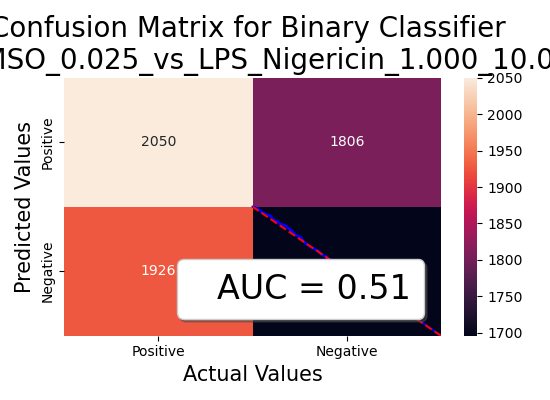 Confusion Matrix for Binary Classifier
MSO_0.025_vs_LPS_Nigericin_1.000_10.0
2050
1806
1926
AUC = 0.51
Predicted Values
Positive
Negative
Positive
Negative
Actual Values
2050
2000
1950
1900
1850
1800
1750
1700